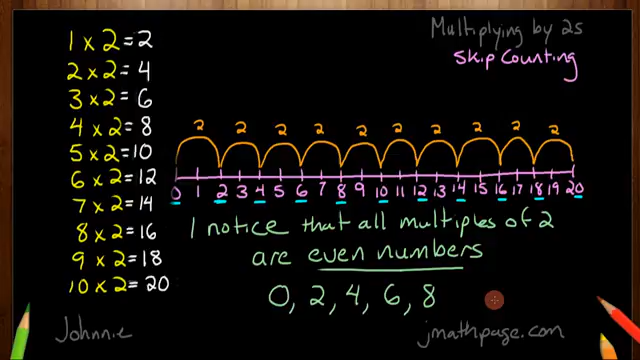 Multiplying by 2s
Skip Counting
1 x 2 = 2
2 x 2 = 4
3 x 2 = 6
4 x 2 = 8
5 x 2 = 10
6 x 2 = 12
7 x 2 = 14
8 x 2 = 16
9 x 2 = 18
10 x 2 = 20
2 2 2 2 2 2 2 2 2 2
0 1 2 3 4 5 6 7 8 9 10 11 12 13 14 15 16 17 18 19 20
I notice that all multiples of 2
are even numbers
0, 2, 4, 6, 8
Johnnie
jmathpage.com